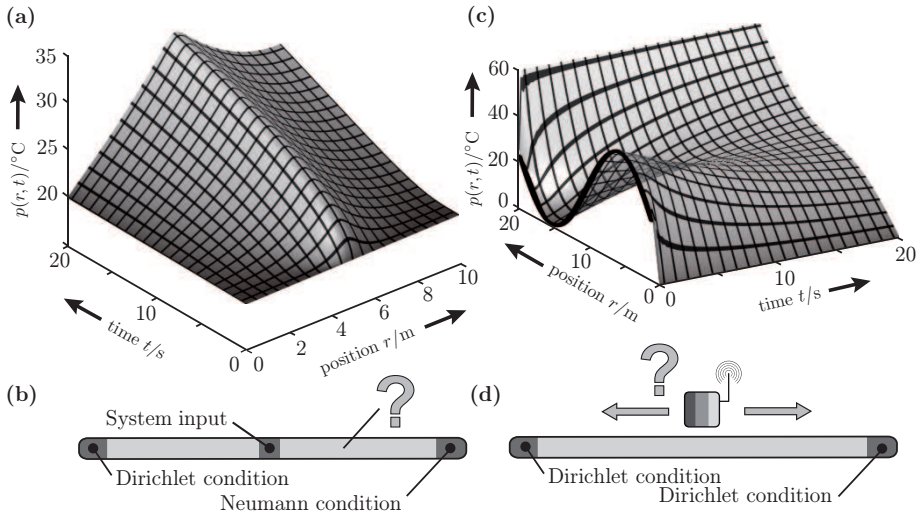 (a)
p(r, t)/°C
35
30
25
20
20
10
0
time t/s
0
2
4
6
8
10
position r/m
(b)
System input
?
Dirichlet condition
Neumann condition
(c)
p(r, t)/°C
60
40
20
0
20
10
0
position r/m
0
10
20
time t/s
(d)
?
Dirichlet condition
Dirichlet condition